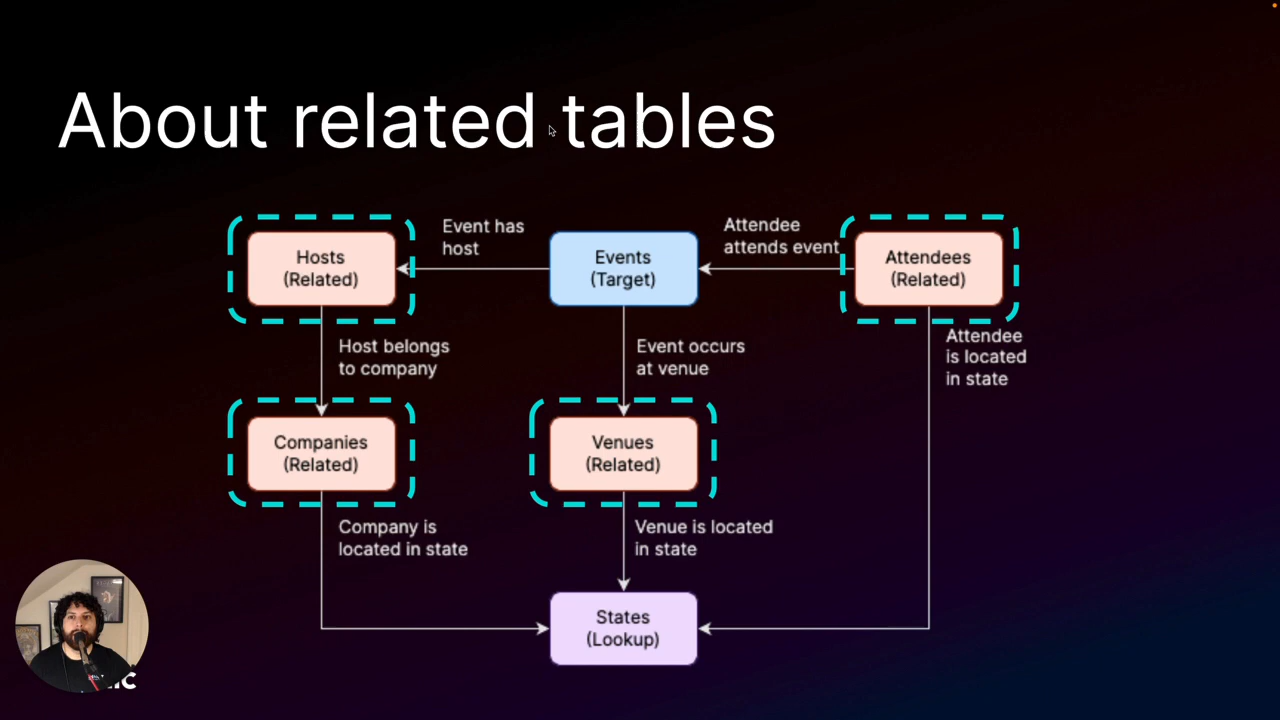 About related tables
Event has
host
Attendee
attends event
Hosts
(Related)
Events
(Target)
Attendees
(Related)
Host belongs
to company
Event occurs
at venue
Attendee
is located
in state
Companies
(Related)
Venues
(Related)
Company is
located in state
Venue is located
in state
States
(Lookup)